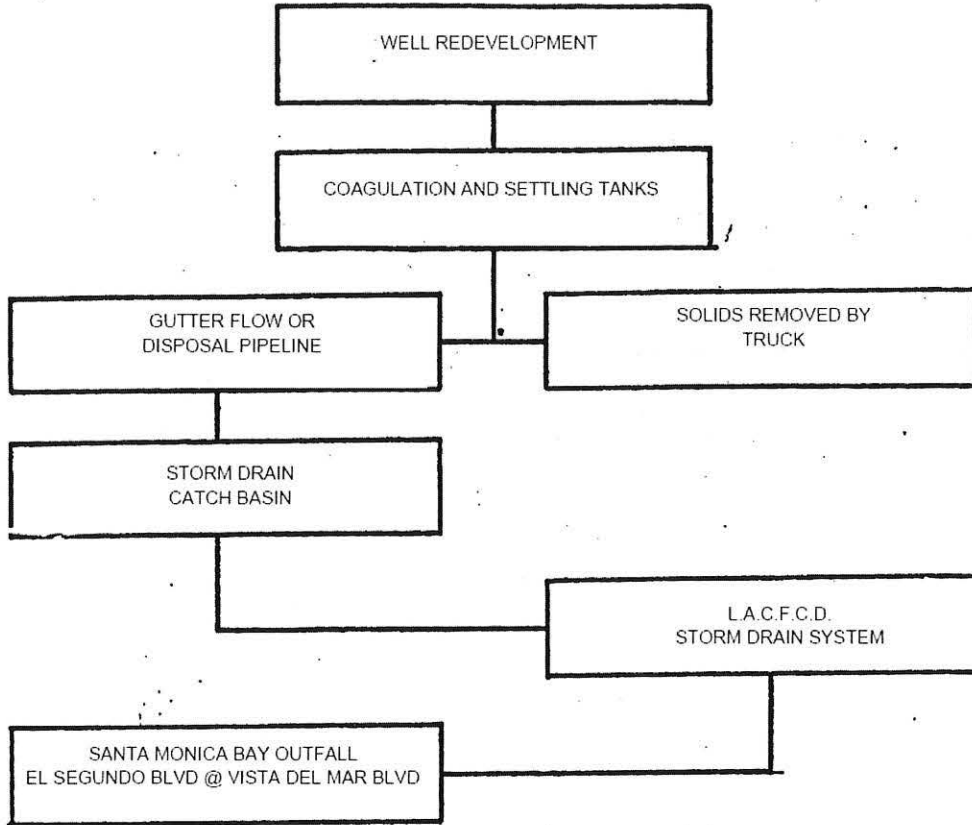 WELL REDEVELOPMENT
COAGULATION AND SETTLING TANKS
GUTTER FLOW OR
DISPOSAL PIPELINE
SOLIDS REMOVED BY
TRUCK
STORM DRAIN
CATCH BASIN
L.A.C.F.C.D.
STORM DRAIN SYSTEM
SANTA MONICA BAY OUTFALL
EL SEGUNDO BLVD @ VISTA DEL MAR BLVD